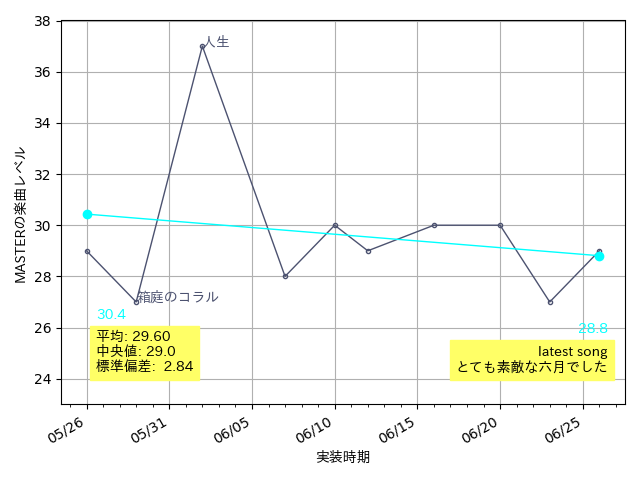 38
36
34
32
30
28
26
24
MASTERの楽曲レベル
人生
箱庭のコラル
30.4
平均: 29.60
中央値: 29.0
標準偏差: 2.84
28.8
latest song
とても素敵な六月でした
05/26
05/31
06/05
06/10
06/15
06/20
06/25
実装時期